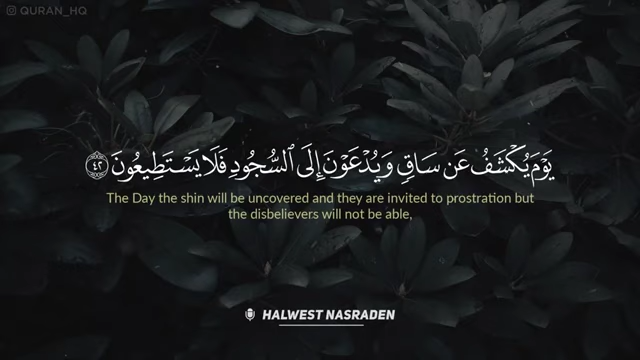 QURAN_HQ
يَوْمَ يُكْشَفُ عَن سَاقٍ وَيُدْعَوْنَ إِلَى ٱلسُّجُودِ فَلَا يَسْتَطِيعُونَ ٤٢
The Day the shin will be uncovered and they are invited to prostration but
the disbelievers will not be able,
HALWEST NASRADEN